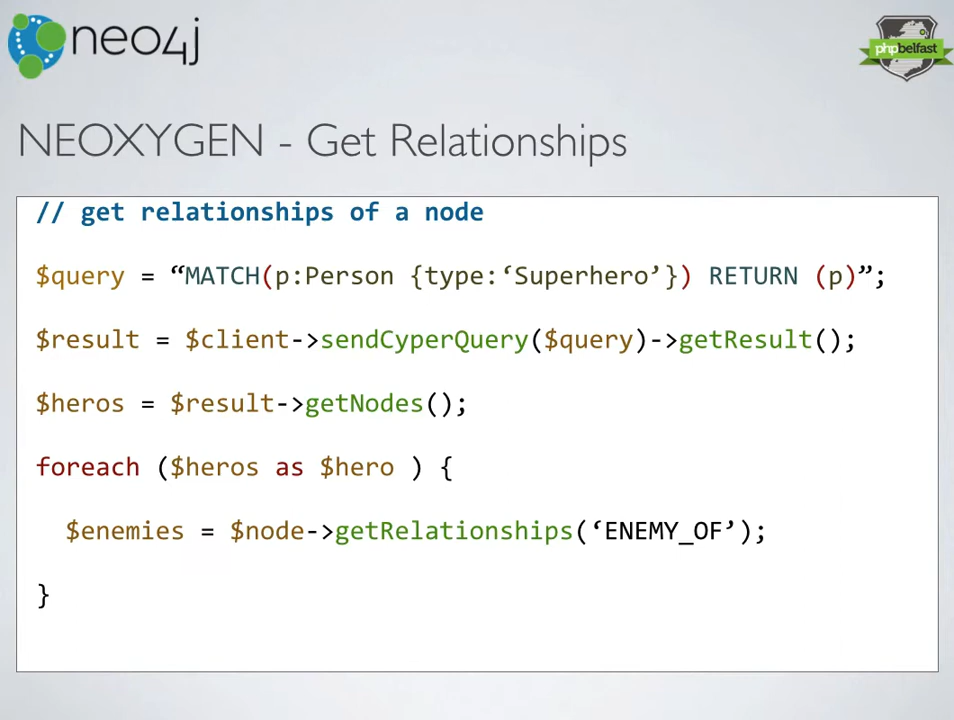 neo4j
phpbelfast
NEOXYGEN - Get Relationships
// get relationships of a node
$query = “MATCH(p:Person {type:‘Superhero’}) RETURN (p)”;
$result = $client->sendCyperQuery($query)->getResult();
$heros = $result->getNodes();
foreach ($heros as $hero ) {
$enemies = $node->getRelationships(‘ENEMY_OF’);
}